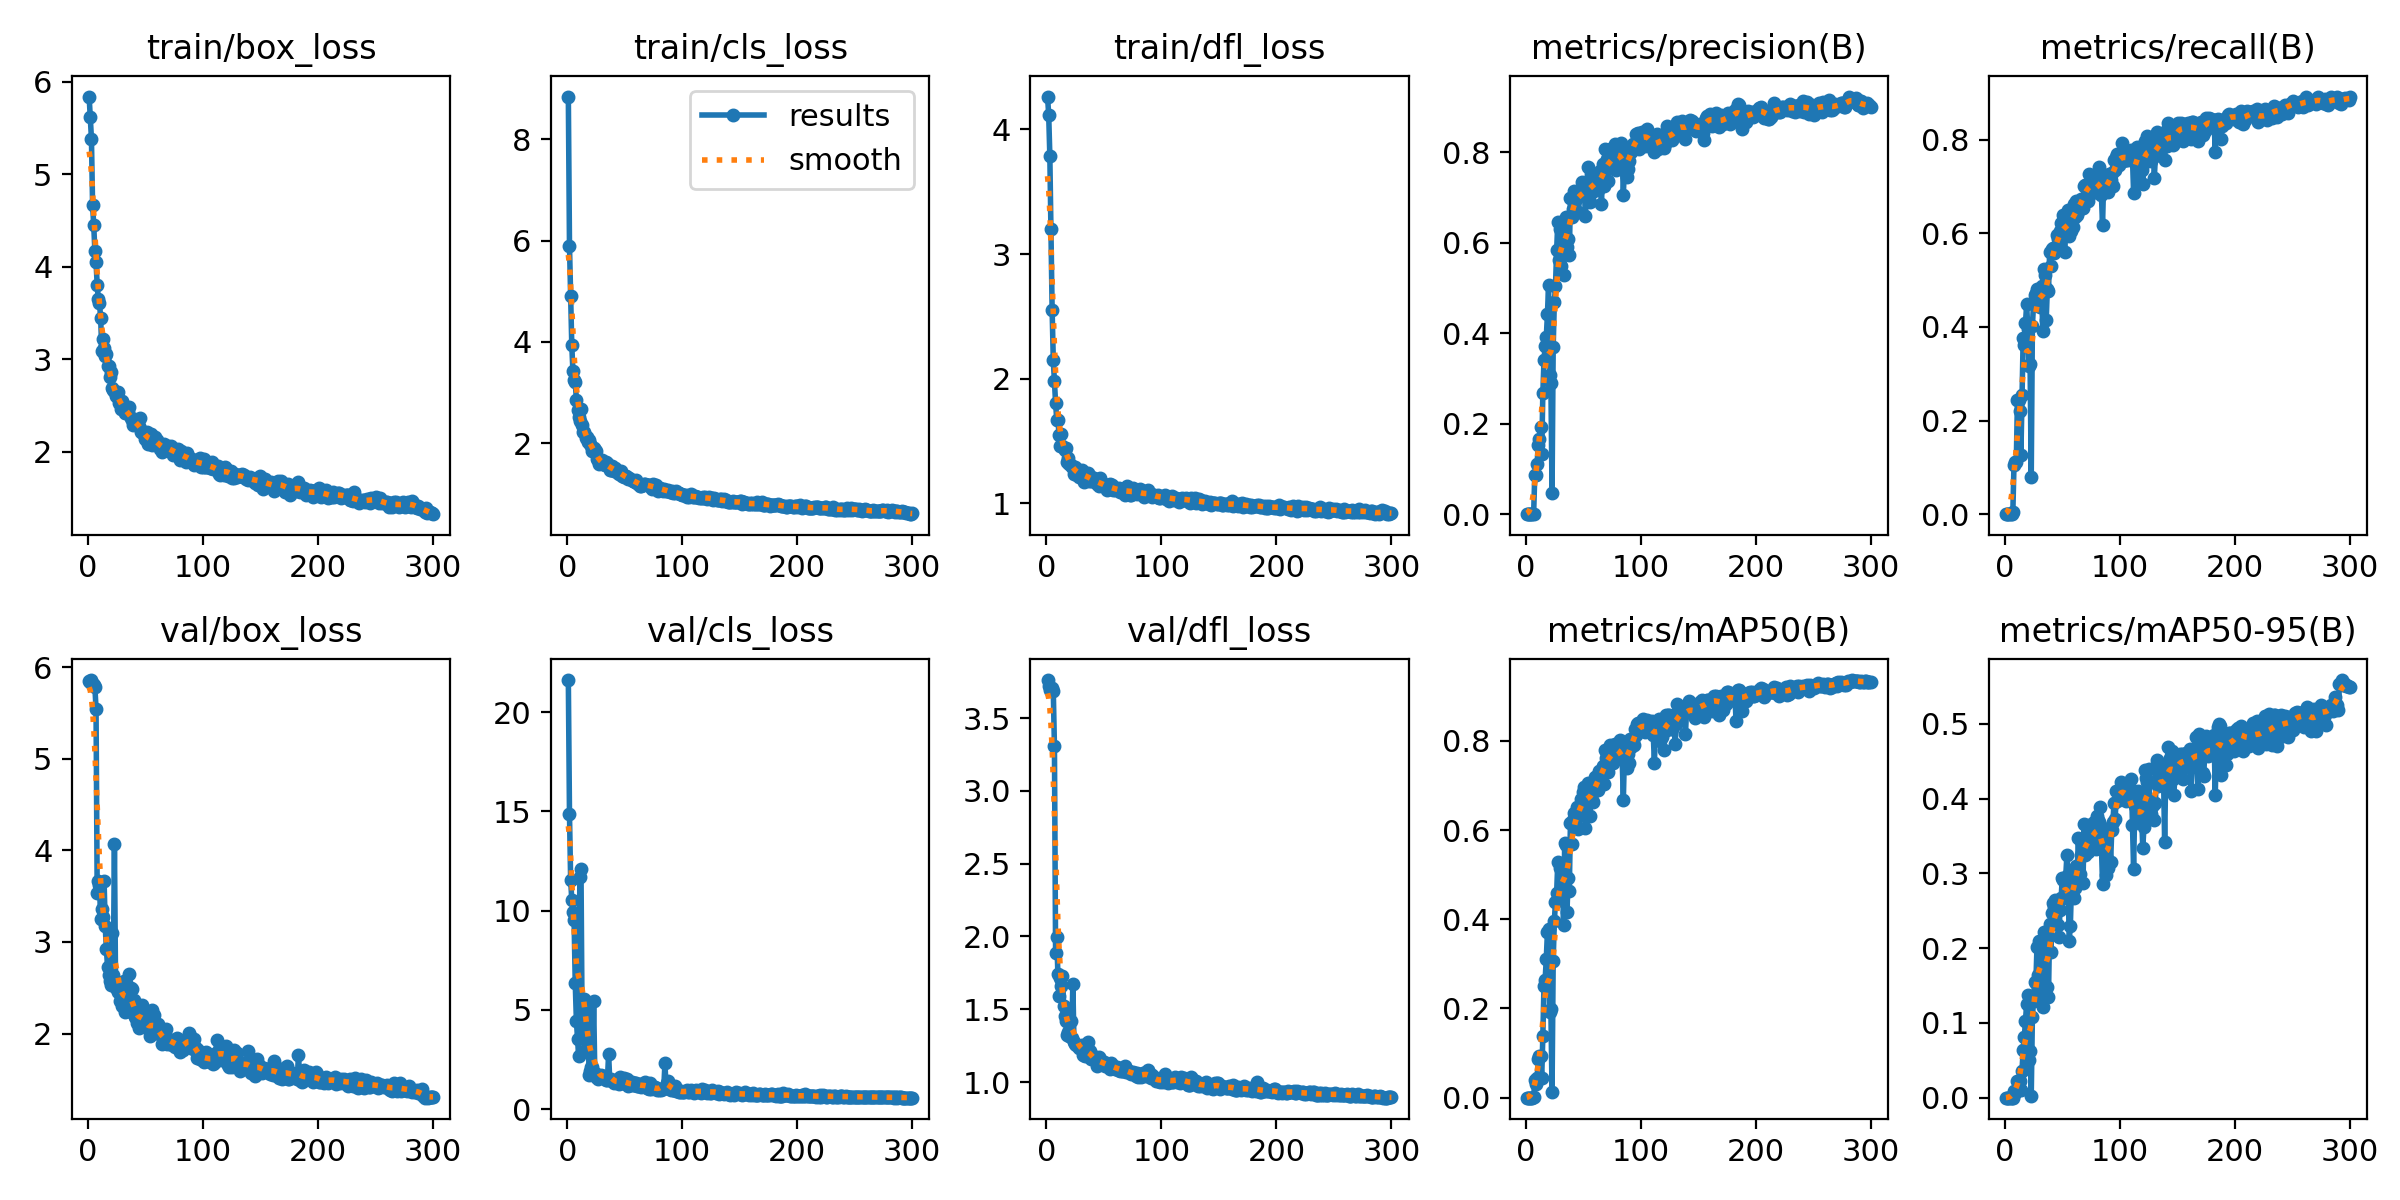 train/box_loss
6
5
4
3
2
0 100 200 300
train/cls_loss
results
smooth
8
6
4
2
0 100 200 300
train/dfl_loss
4
3
2
1
0 100 200 300
metrics/precision(B)
0.8
0.6
0.4
0.2
0.0
0 100 200 300
metrics/recall(B)
0.8
0.6
0.4
0.2
0.0
0 100 200 300
val/box_loss
6
5
4
3
2
0 100 200 300
val/cls_loss
20
15
10
5
0
0 100 200 300
val/dfl_loss
3.5
3.0
2.5
2.0
1.5
1.0
0 100 200 300
metrics/mAP50(B)
0.8
0.6
0.4
0.2
0.0
0 100 200 300
metrics/mAP50-95(B)
0.5
0.4
0.3
0.2
0.1
0.0
0 100 200 300